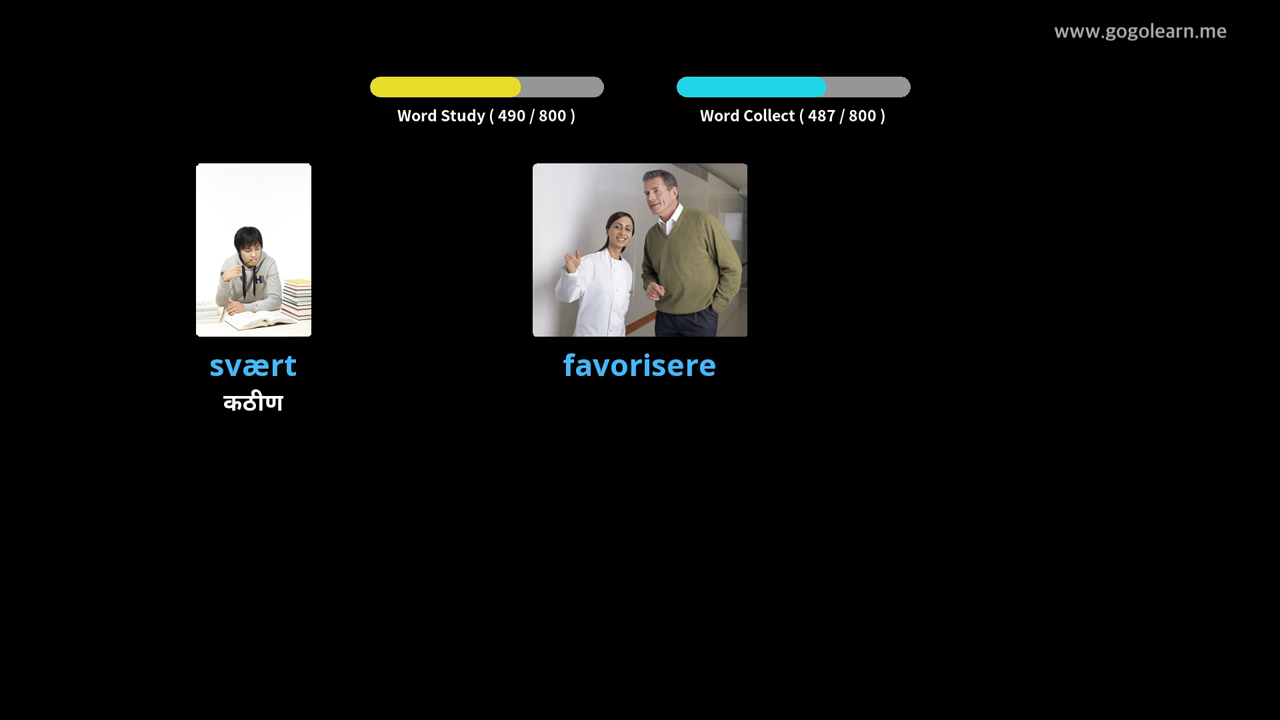 www.gogolearn.me
Word Study ( 490 / 800 )
Word Collect ( 487 / 800 )
svært
favorisere
कठीण